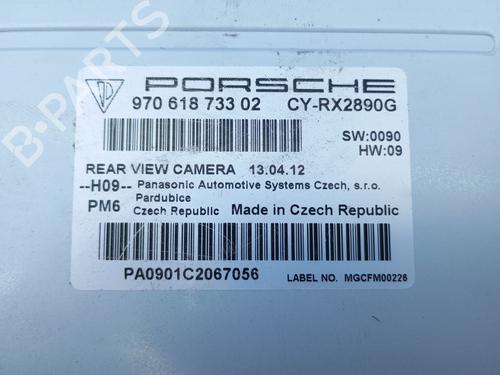 PORSCHE
970 618 733 02 CY-RX2890G
SW:0090
HW:09
REAR VIEW CAMERA 13.04.12
--H09-- Panasonic Automotive Systems Czech, s.r.o.
PM6 Pardubice
Czech Republic Made in Czech Republic
PA0901C2067056 LABEL NO. MGCFM00226
B-PARTS